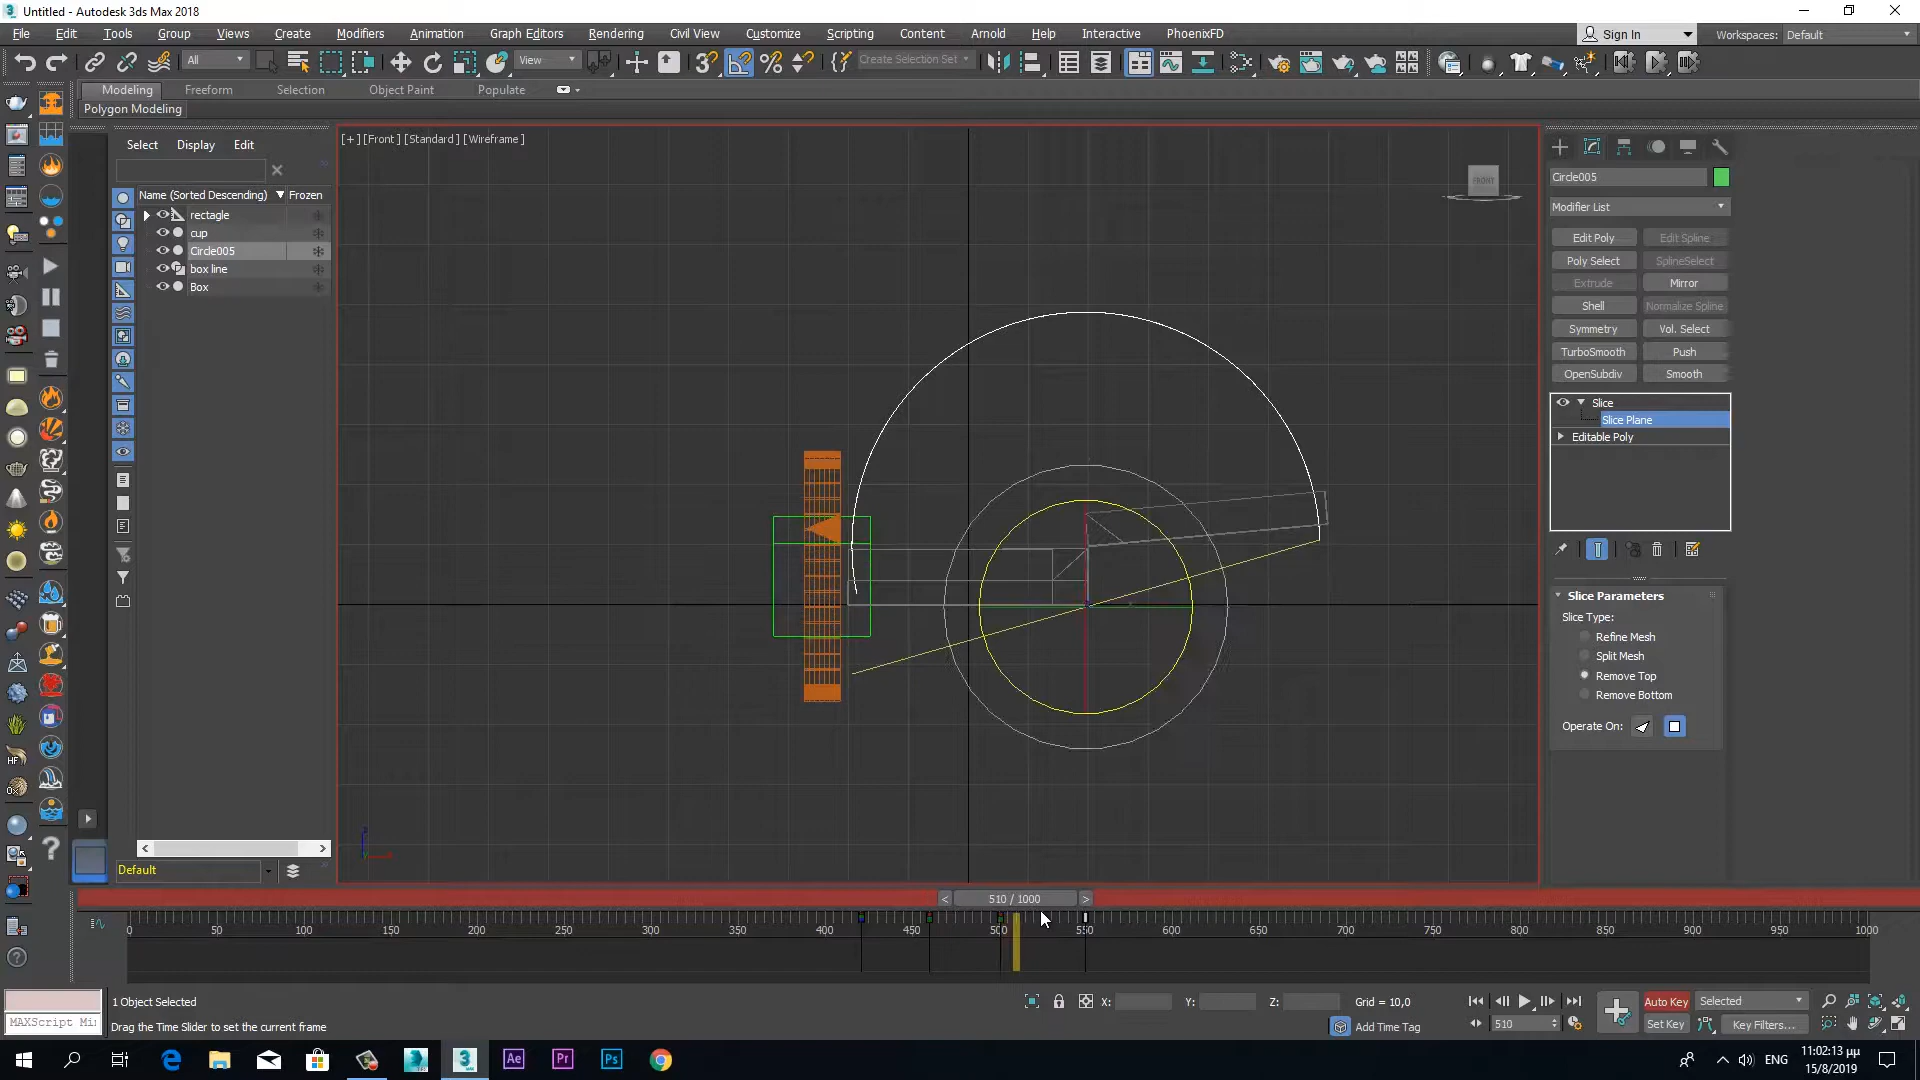 Untitled - Autodesk 3ds Max 2018
File Edit Tools Group Views Create Modifiers Animation Graph Editors Rendering Civil View Customize Scripting Content Arnold Help Interactive PhoenixFD Sign In Workspaces: Default
All View Create Selection Set
Modeling Freeform Selection Object Paint Populate
Polygon Modeling
[+] [Front] [Standard] [Wireframe]
Select Display Edit
Name (Sorted Descending) Frozen
rectagle
cup
Circle005
box line
Box
Default
FRONT
Circle005
Modifier List
Edit Poly Edit Spline
Poly Select SplineSelect
Extrude Mirror
Shell Normalize Spline
Symmetry Vol. Select
TurboSmooth Push
OpenSubdiv Smooth
Slice
Slice Plane
Editable Poly
Slice Parameters
Slice Type:
Refine Mesh
Split Mesh
Remove Top
Remove Bottom
Operate On:
< 510 / 1000 >
0 50 100 150 200 250 300 350 400 450 500 550 600 650 700 750 800 850 900 950 1000
1 Object Selected
X: Y: Z: Grid = 10,0
Auto Key Selected
MAXScript Mi
Drag the Time Slider to set the current frame
Add Time Tag
510
Set Key Key Filters...
Ae Pr Ps
ENG
11:02:13 μμ
15/8/2019